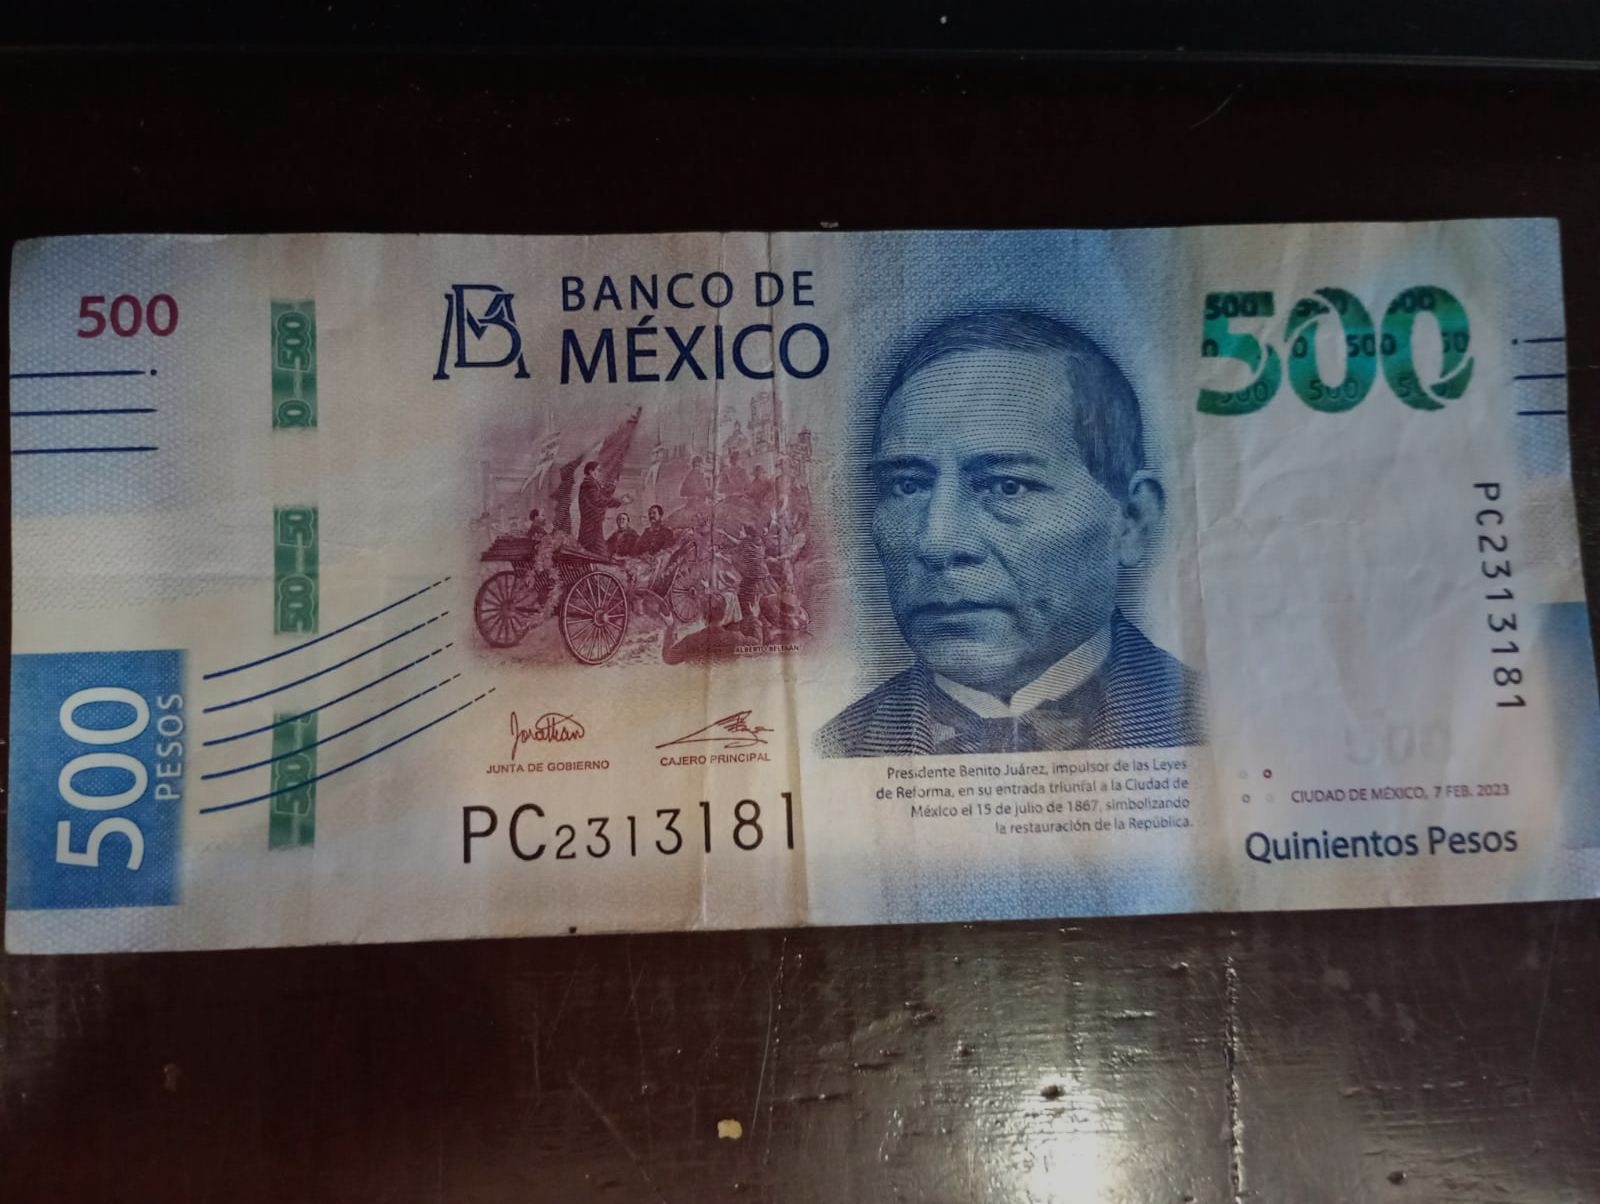 500
BANCO DE
MÉXICO
500
500 PESOS
ALBERTO BELTRÁN
JUNTA DE GOBIERNO
CAJERO PRINCIPAL
PC2313181
Presidente Benito Juárez, impulsor de las Leyes
de Reforma, en su entrada triunfal a la Ciudad de
México el 15 de julio de 1867, simbolizando
la restauración de la República.
PC2313181
CIUDAD DE MÉXICO, 7 FEB. 2023
Quinientos Pesos